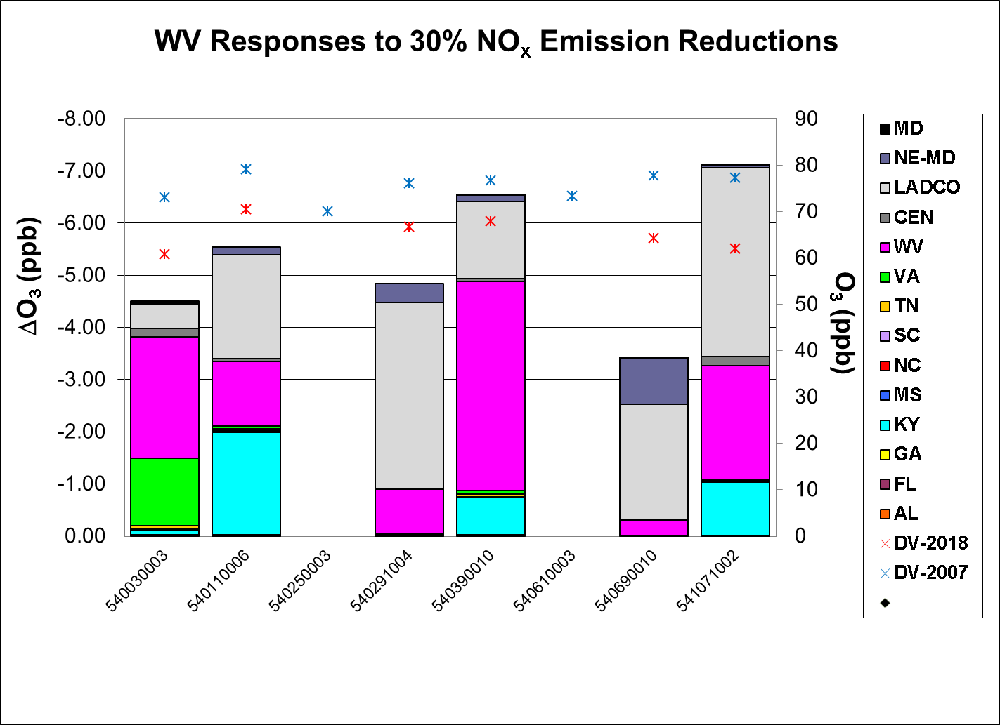 WV Responses to 30% NOx Emission Reductions
-8.00
-7.00
-6.00
-5.00
-4.00
-3.00
-2.00
-1.00
0.00
ΔO3 (ppb)
90
80
70
60
50
40
30
20
10
0
O3 (ppb)
540030003
540110006
540250003
540291004
540390010
540610003
540690010
541071002
MD
NE-MD
LADCO
CEN
WV
VA
TN
SC
NC
MS
KY
GA
FL
AL
DV-2018
DV-2007